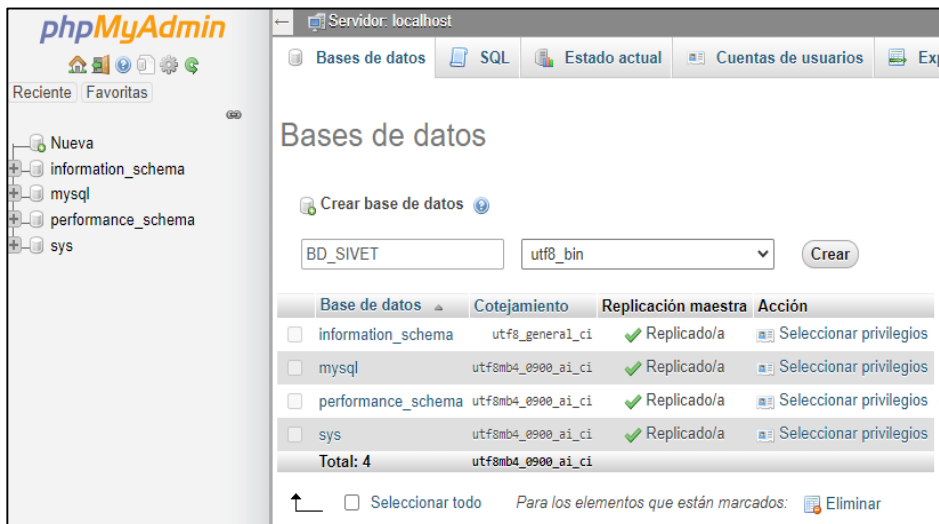 phpMyAdmin
Reciente Favoritas
Nueva
information_schema
mysql
performance_schema
sys
Servidor: localhost
Bases de datos SQL Estado actual Cuentas de usuarios Exp
Bases de datos
Crear base de datos
BD_SIVET utf8_bin Crear
Base de datos Cotejamiento Replicación maestra Acción
information_schema utf8_general_ci Replicado/a Seleccionar privilegios
mysql utf8mb4_0900_ai_ci Replicado/a Seleccionar privilegios
performance_schema utf8mb4_0900_ai_ci Replicado/a Seleccionar privilegios
sys utf8mb4_0900_ai_ci Replicado/a Seleccionar privilegios
Total: 4 utf8mb4_0900_ai_ci
Seleccionar todo Para los elementos que están marcados: Eliminar